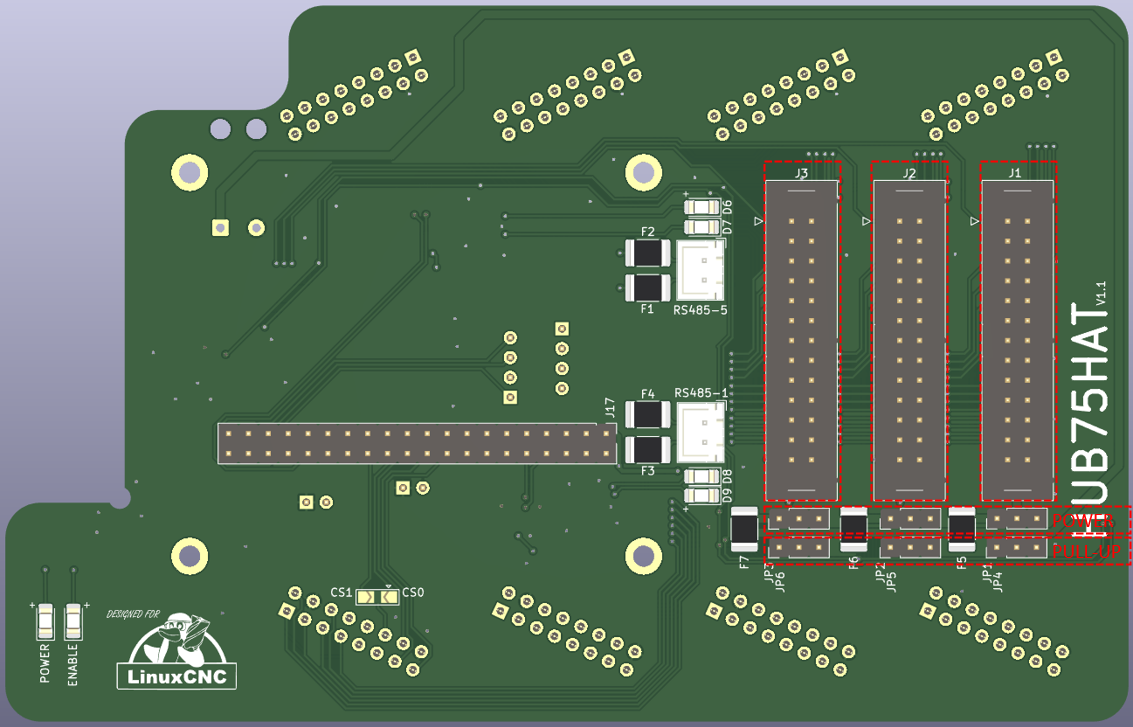 J3
J2
J1
D6
D7
F2
F1
RS485-5
V1.1
HUB75HAT
F4
RS485-1
J17
F3
D8
D9
POWER
PULL UP
F7
F6
F5
JP3
JP6
JP2
JP5
JP1
JP4
CS1
CS0
DESIGNED FOR
LinuxCNC
POWER
ENABLE